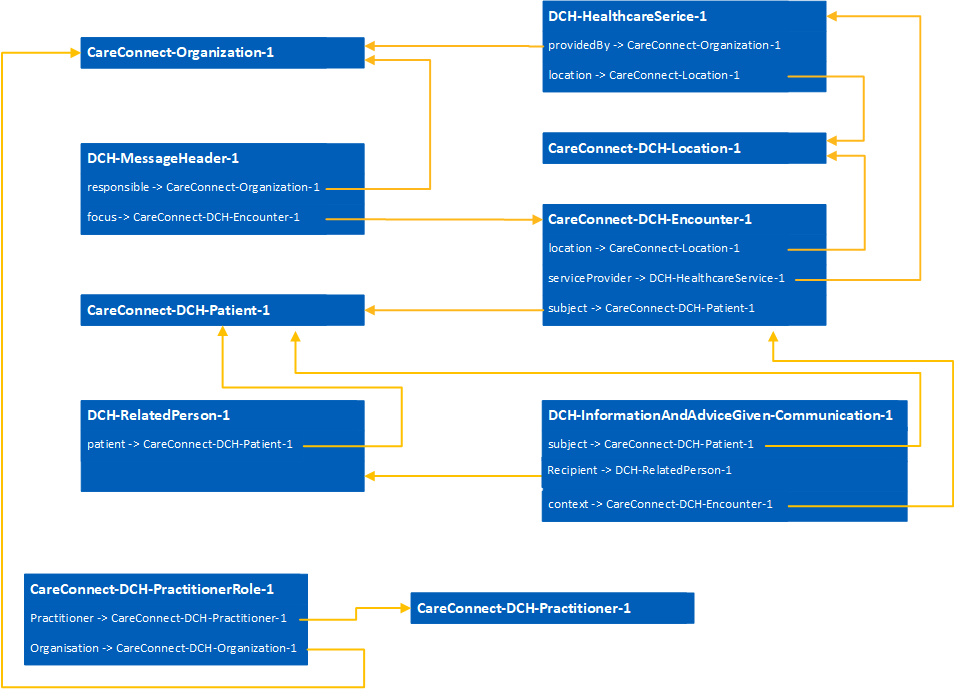 DCH-HealthcareSerice-1
providedBy -> CareConnect-Organization-1
location -> CareConnect-Location-1
CareConnect-Organization-1
CareConnect-DCH-Location-1
DCH-MessageHeader-1
responsible -> CareConnect-Organization-1
focus-> CareConnect-DCH-Encounter-1
CareConnect-DCH-Encounter-1
location -> CareConnect-Location-1
serviceProvider -> DCH-HealthcareService-1
subject -> CareConnect-DCH-Patient-1
CareConnect-DCH-Patient-1
DCH-RelatedPerson-1
patient -> CareConnect-DCH-Patient-1
DCH-InformationAndAdviceGiven-Communication-1
subject -> CareConnect-DCH-Patient-1
Recipient -> DCH-RelatedPerson-1
context -> CareConnect-DCH-Encounter-1
CareConnect-DCH-PractitionerRole-1
Practitioner -> CareConnect-DCH-Practitioner-1
Organisation -> CareConnect-DCH-Organization-1
CareConnect-DCH-Practitioner-1